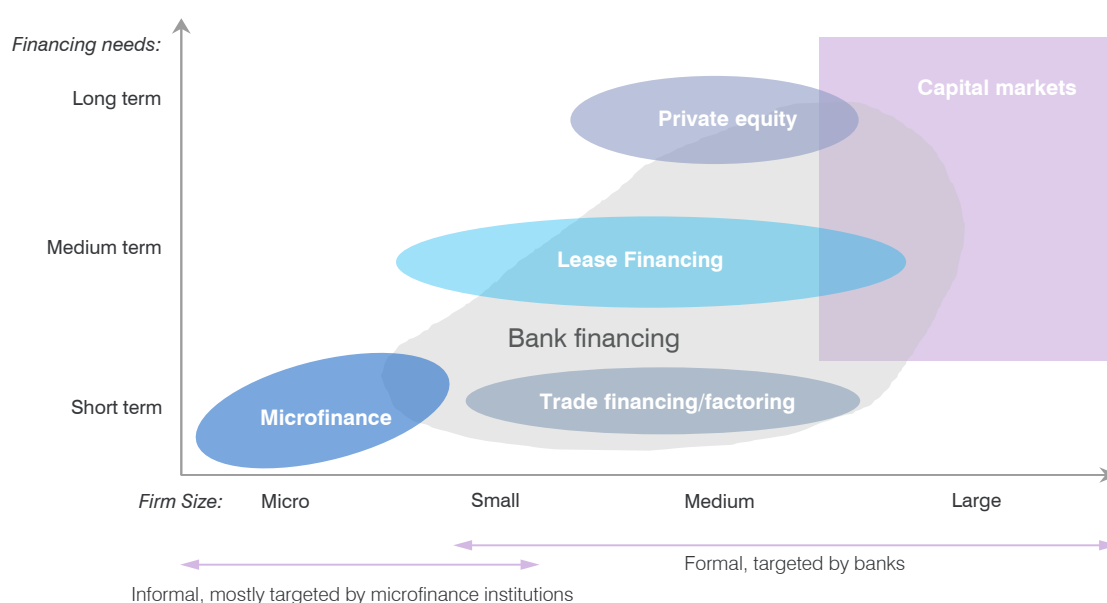 Financing needs:
Long term
Capital markets
Private equity
Medium term
Lease Financing
Bank financing
Short term
Trade financing/factoring
Microfinance
Firm Size: Micro Small Medium Large
Formal, targeted by banks
Informal, mostly targeted by microfinance institutions